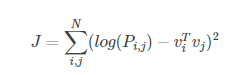 J = \sum_{i,j}^{N} (log(P_{i,j}) - v_i^T v_j)^2